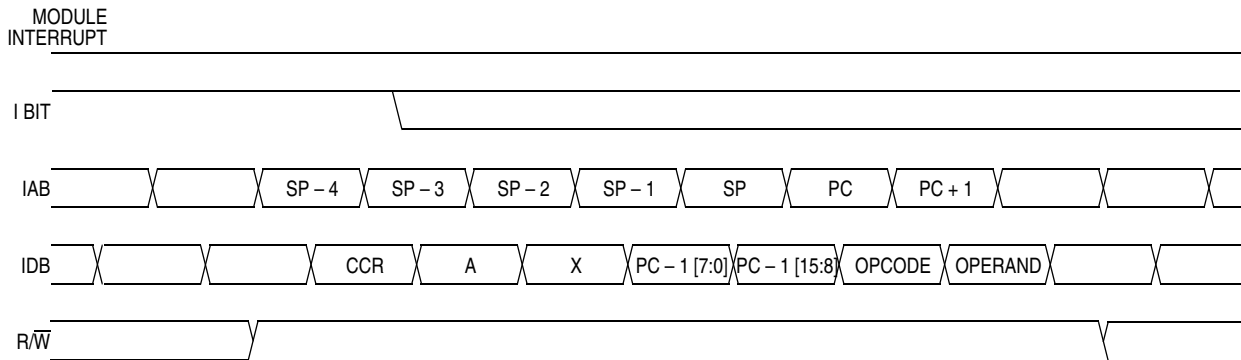 MODULE
INTERRUPT
I BIT
IAB SP – 4 SP – 3 SP – 2 SP – 1 SP PC PC + 1
IDB CCR A X PC – 1 [7:0] PC – 1 [15:8] OPCODE OPERAND
R/W̅